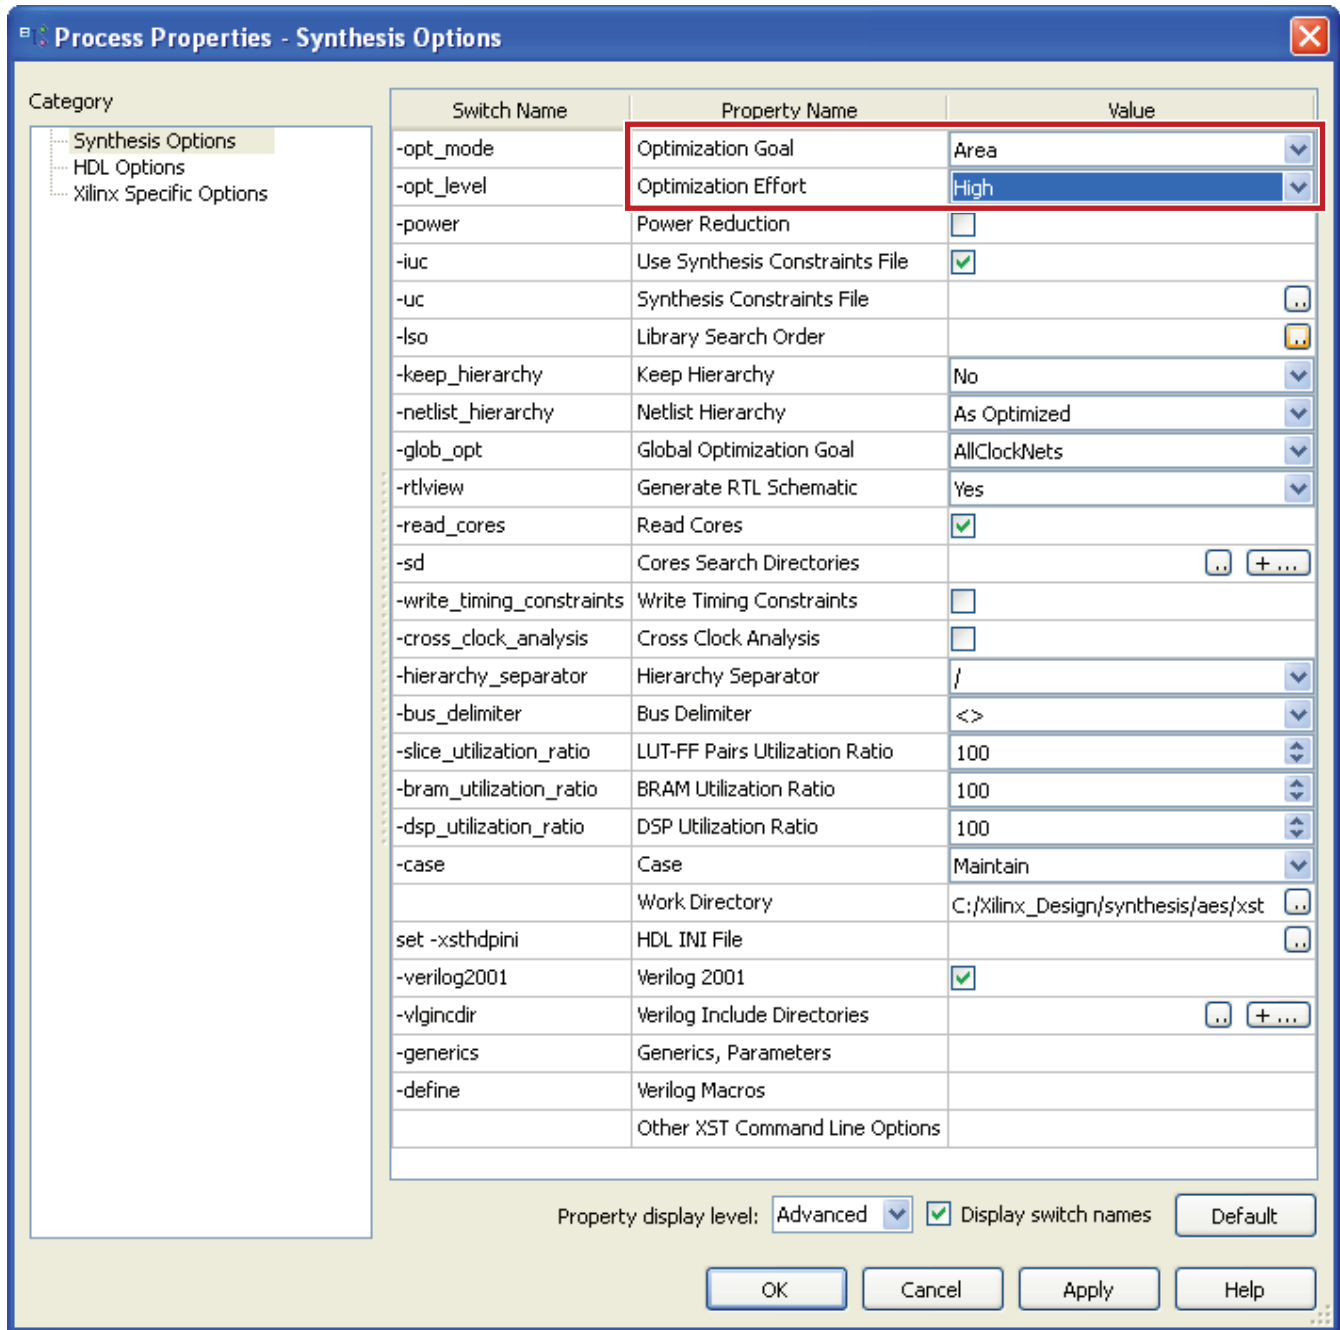 Process Properties - Synthesis Options
Category
Synthesis Options
HDL Options
Xilinx Specific Options
Switch Name Property Name Value
-opt_mode Optimization Goal Area
-opt_level Optimization Effort High
-power Power Reduction
-iuc Use Synthesis Constraints File
-uc Synthesis Constraints File ..
-lso Library Search Order ..
-keep_hierarchy Keep Hierarchy No
-netlist_hierarchy Netlist Hierarchy As Optimized
-glob_opt Global Optimization Goal AllClockNets
-rtlview Generate RTL Schematic Yes
-read_cores Read Cores
-sd Cores Search Directories .. + ...
-write_timing_constraints Write Timing Constraints
-cross_clock_analysis Cross Clock Analysis
-hierarchy_separator Hierarchy Separator /
-bus_delimiter Bus Delimiter <>
-slice_utilization_ratio LUT-FF Pairs Utilization Ratio 100
-bram_utilization_ratio BRAM Utilization Ratio 100
-dsp_utilization_ratio DSP Utilization Ratio 100
-case Case Maintain
Work Directory C:/Xilinx_Design/synthesis/aes/xst ..
set -xsthdpini HDL INI File ..
-verilog2001 Verilog 2001
-vlgincdir Verilog Include Directories .. + ...
-generics Generics, Parameters
-define Verilog Macros
Other XST Command Line Options
Property display level: Advanced Display switch names Default
OK Cancel Apply Help